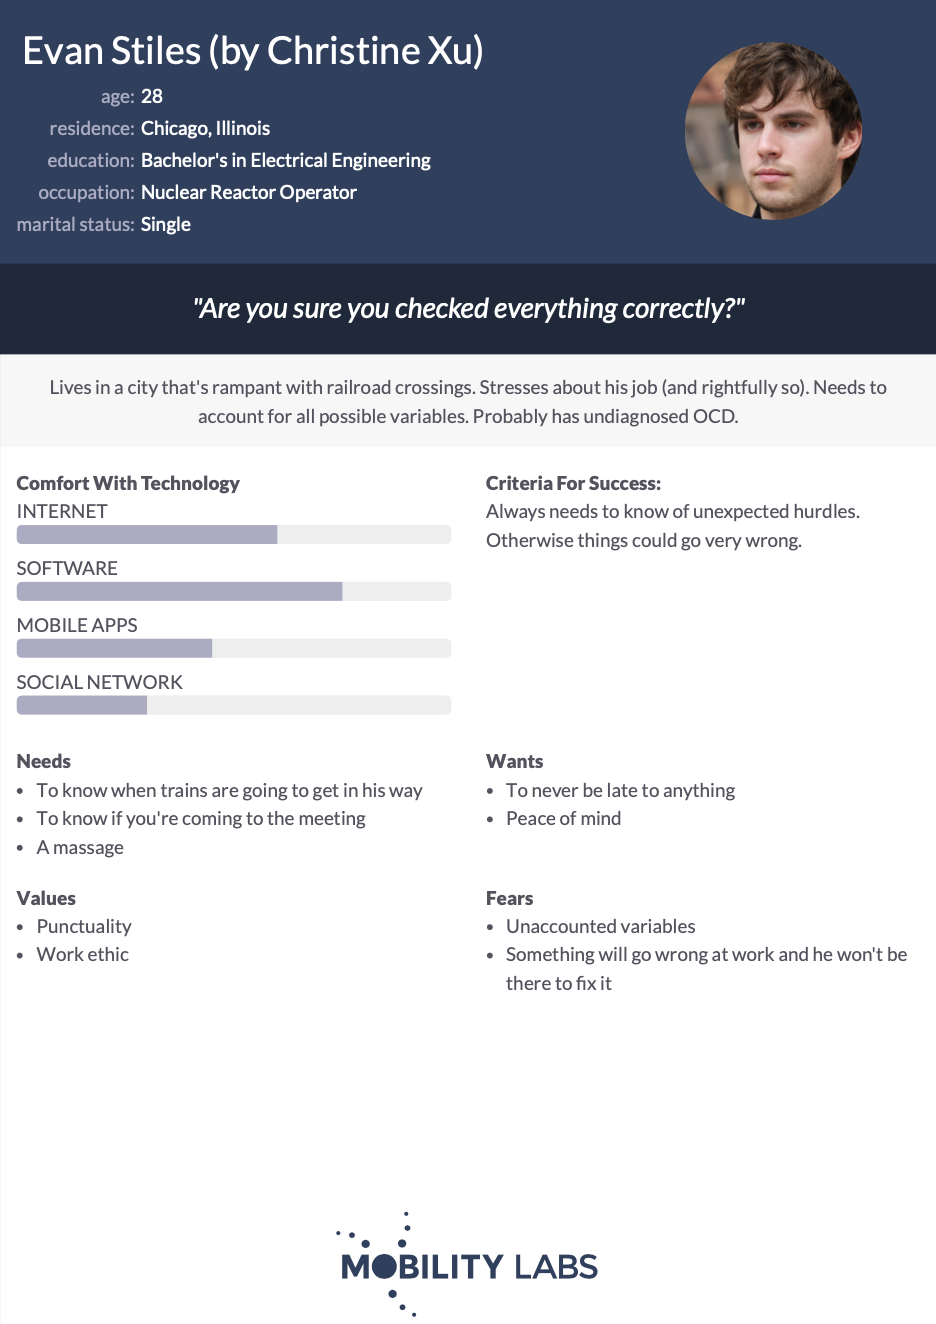 Evan Stiles (by Christine Xu)
age: 28
residence: Chicago, Illinois
education: Bachelor's in Electrical Engineering
occupation: Nuclear Reactor Operator
marital status: Single
"Are you sure you checked everything correctly?"
Lives in a city that's rampant with railroad crossings. Stresses about his job (and rightfully so). Needs to
account for all possible variables. Probably has undiagnosed OCD.
Comfort With Technology
INTERNET
SOFTWARE
MOBILE APPS
SOCIAL NETWORK
Criteria For Success:
Always needs to know of unexpected hurdles.
Otherwise things could go very wrong.
Needs
• To know when trains are going to get in his way
• To know if you're coming to the meeting
• A massage
Wants
• To never be late to anything
• Peace of mind
Values
• Punctuality
• Work ethic
Fears
• Unaccounted variables
• Something will go wrong at work and he won't be
there to fix it
MOBILITY LABS